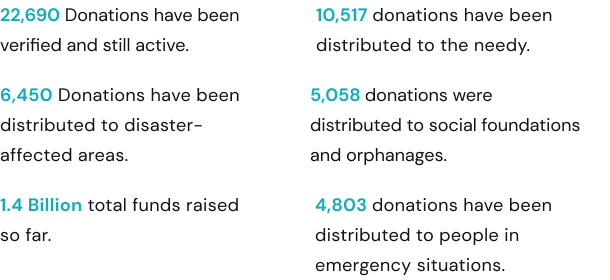 22,690 Donations have been
verified and still active.
10,517 donations have been
distributed to the needy.
6,450 Donations have been
distributed to disaster-
affected areas.
5,058 donations were
distributed to social foundations
and orphanages.
1.4 Billion total funds raised
so far.
4,803 donations have been
distributed to people in
emergency situations.